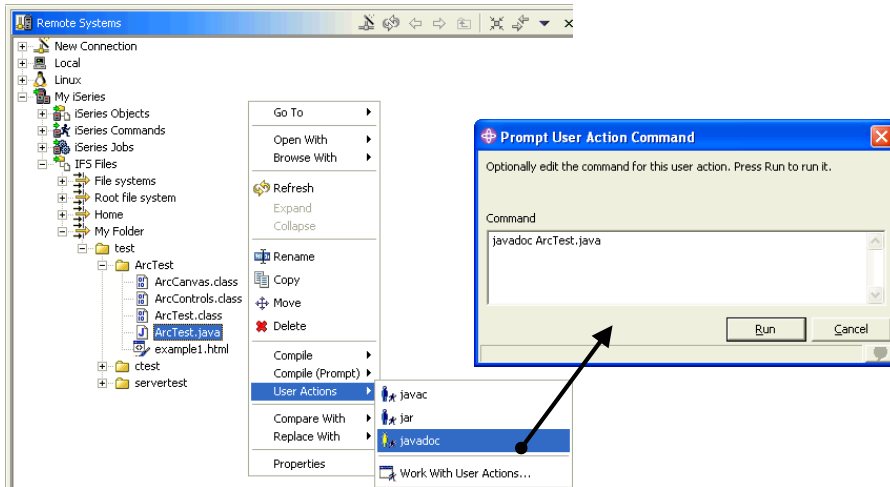 Remote Systems
New Connection
Local
Linux
My iSeries
iSeries Objects
iSeries Commands
iSeries Jobs
IFS Files
File systems
Root file system
Home
My Folder
test
ArcTest
ArcCanvas.class
ArcControls.class
ArcTest.class
ArcTest.java
example1.html
ctest
servertest
Go To
Open With
Browse With
Refresh
Expand
Collapse
Rename
Copy
Move
Delete
Compile
Compile (Prompt)
User Actions
Compare With
Replace With
Properties
javac
jar
javadoc
Work With User Actions...
Prompt User Action Command
Optionally edit the command for this user action. Press Run to run it.
Command
javadoc ArcTest.java
Run
Cancel